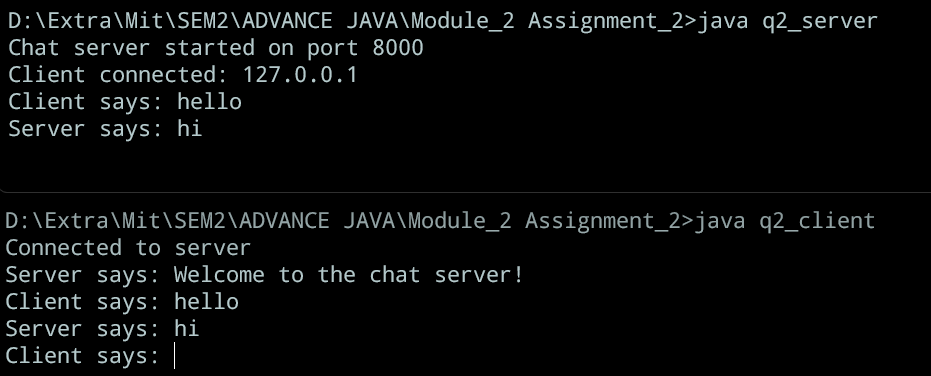 D:\Extra\Mit\SEM2\ADVANCE JAVA\Module_2 Assignment_2>java q2_server
Chat server started on port 8000
Client connected: 127.0.0.1
Client says: hello
Server says: hi
D:\Extra\Mit\SEM2\ADVANCE JAVA\Module_2 Assignment_2>java q2_client
Connected to server
Server says: Welcome to the chat server!
Client says: hello
Server says: hi
Client says: